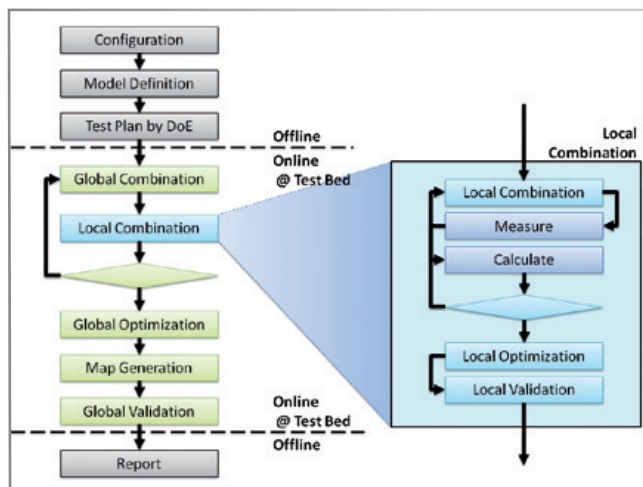 Configuration
Model Definition
Test Plan by DoE
Offline
Online
@ Test Bed
Global Combination
Local Combination
Global Optimization
Map Generation
Global Validation
Online
@ Test Bed
Offline
Report
Local
Combination
Local Combination
Measure
Calculate
Local Optimization
Local Validation